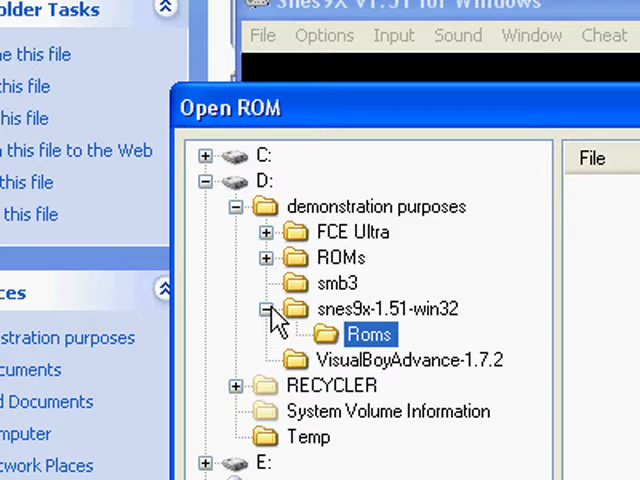 older Tasks
me this file
this file
his file
this file to the Web
this file
this file
ces
stration purposes
cuments
d Documents
mputer
twork Places
Snes9X v1.51 for Windows
File Options Input Sound Window Cheat
Open ROM
C:
D:
demonstration purposes
FCE Ultra
ROMs
smb3
snes9x-1.51-win32
Roms
VisualBoyAdvance-1.7.2
RECYCLER
System Volume Information
Temp
E:
File